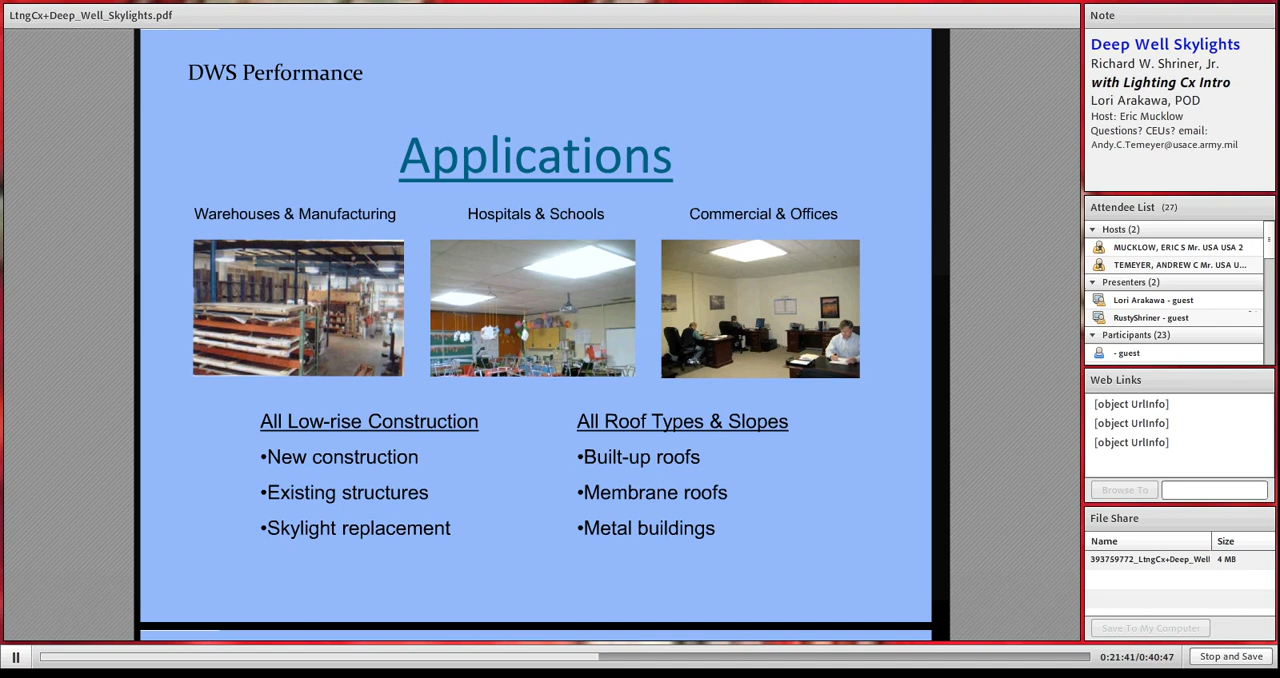 LtngCx+Deep_Well_Skylights.pdf
DWS Performance
Applications
Warehouses & Manufacturing
Hospitals & Schools
Commercial & Offices
All Low-rise Construction
•New construction
•Existing structures
•Skylight replacement
All Roof Types & Slopes
•Built-up roofs
•Membrane roofs
•Metal buildings
Note
Deep Well Skylights
Richard W. Shriner, Jr.
with Lighting Cx Intro
Lori Arakawa, POD
Host: Eric Mucklow
Questions? CEUs? email:
Andy.C.Temeyer@usace.army.mil
Attendee List (27)
Hosts (2)
MUCKLOW, ERIC S Mr. USA USA 2
TEMEYER, ANDREW C Mr. USA U...
Presenters (2)
Lori Arakawa - guest
RustyShriner - guest
Participants (23)
- guest
Web Links
[object UrlInfo]
[object UrlInfo]
[object UrlInfo]
Browse To
File Share
Name Size
393759772_LtngCx+Deep_Well 4 MB
Save To My Computer
0:21:41/0:40:47
Stop and Save